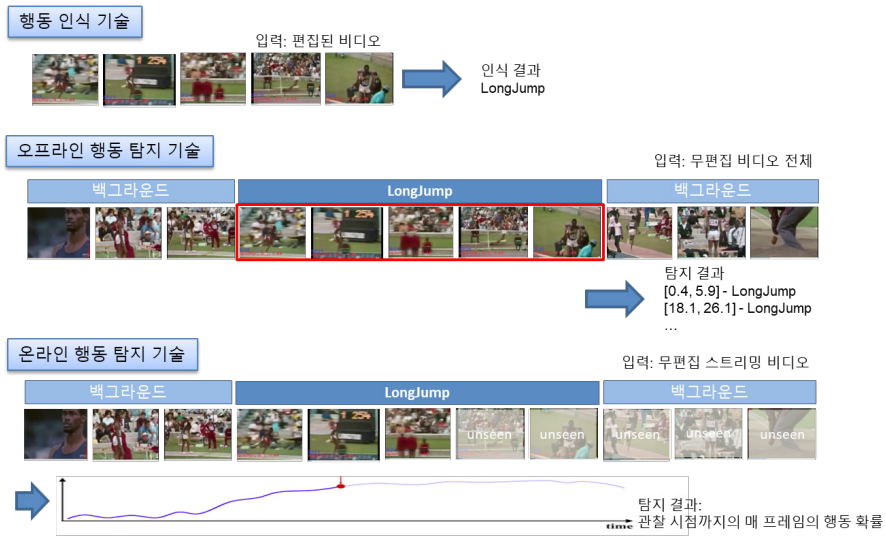 행동 인식 기술
입력: 편집된 비디오
1 25
인식 결과
LongJump
오프라인 행동 탐지 기술
입력: 무편집 비디오 전체
백그라운드
LongJump
백그라운드
1 25
탐지 결과
[0.4, 5.9] - LongJump
[18.1, 26.1] - LongJump
...
온라인 행동 탐지 기술
입력: 무편집 스트리밍 비디오
백그라운드
LongJump
백그라운드
1 25
unseen
unseen
unseen
unseen
unseen
탐지 결과:
관찰 시점까지의 매 프레임의 행동 확률
time